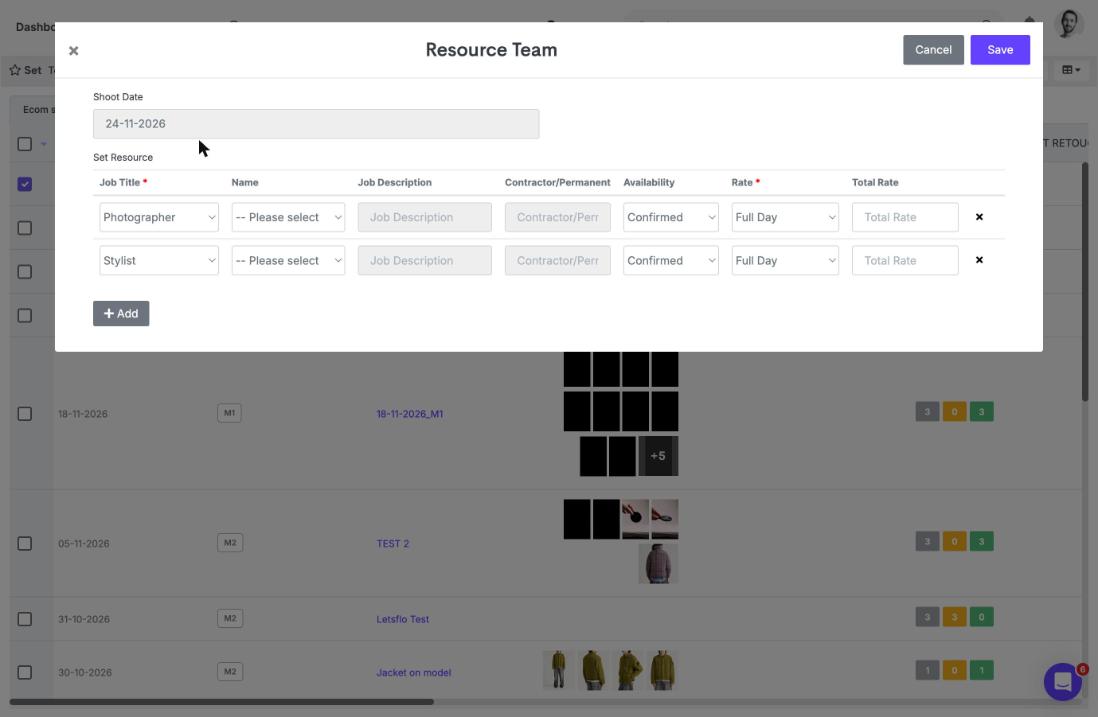 Dashbo
×
Resource Team
Cancel
Save
Set
Ecom s
Shoot Date
24-11-2026
Set Resource
T RETOU
Job Title * Name Job Description Contractor/Permanent Availability Rate * Total Rate
Photographer -- Please select Job Description Contractor/Perr Confirmed Full Day Total Rate ×
Stylist -- Please select Job Description Contractor/Perr Confirmed Full Day Total Rate ×
+ Add
18-11-2026 M1 18-11-2026_M1 3 0 3
+5
05-11-2026 M2 TEST 2 3 0 3
31-10-2026 M2 Letsflo Test 3 3 0
30-10-2026 M2 Jacket on model 1 0 1
6